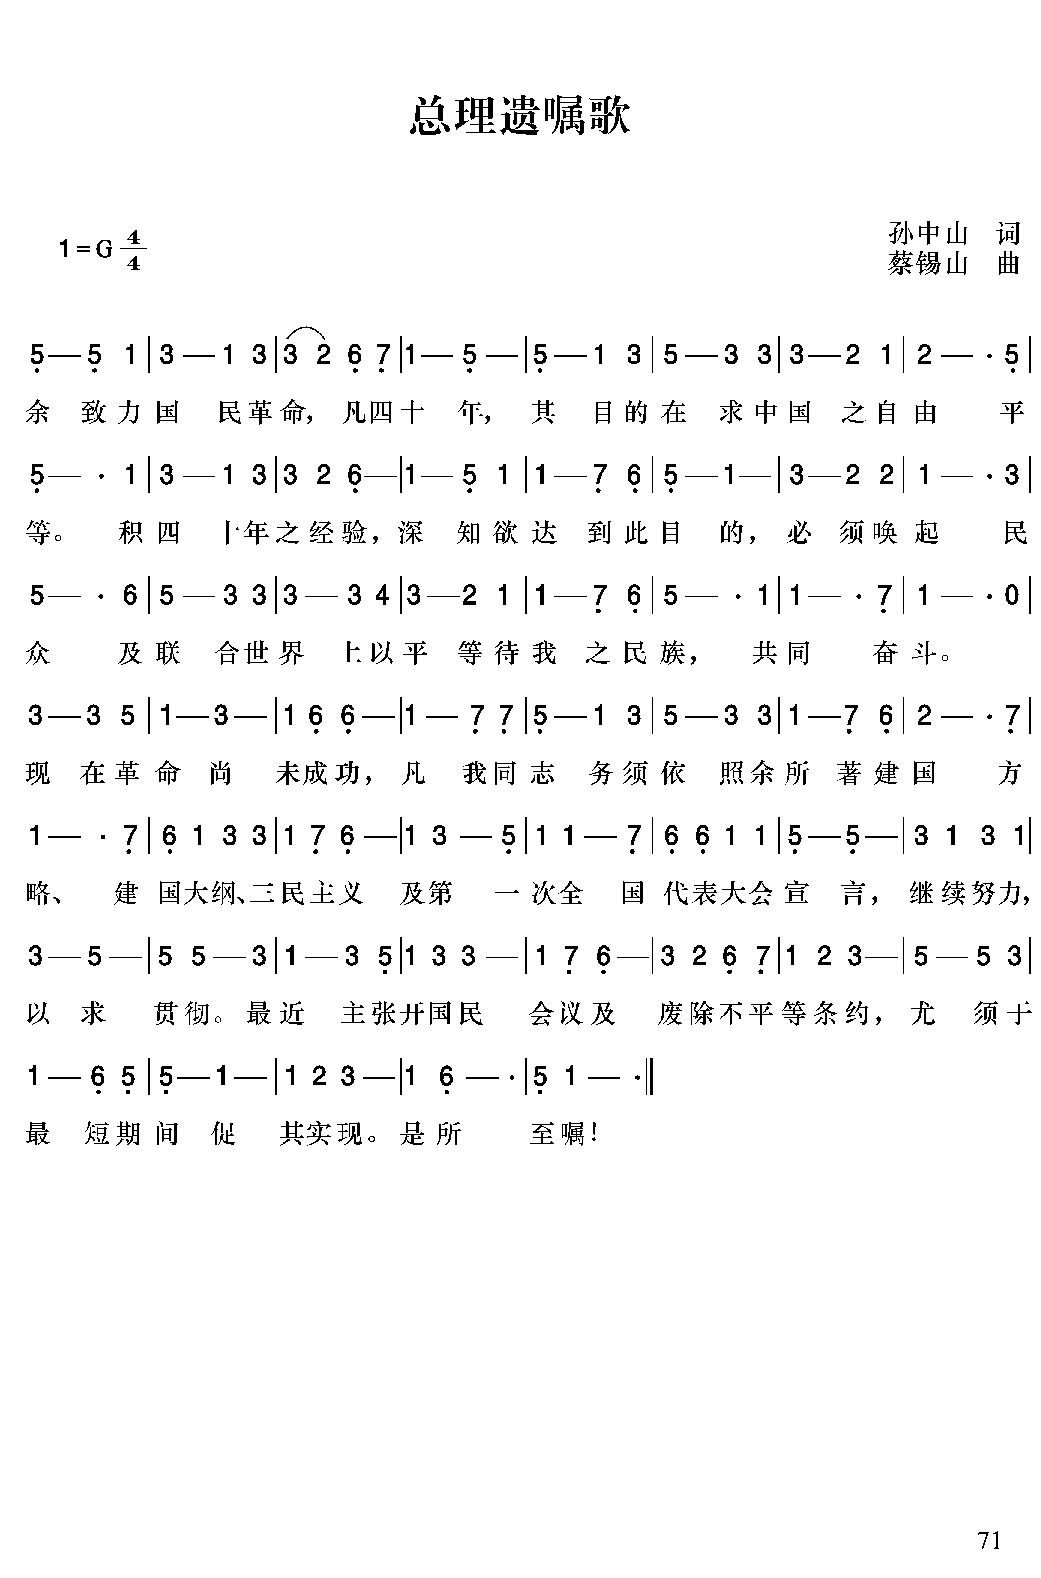 总理遗嘱歌
1=G 4/4
孙中山 词
蔡锡山 曲
5̣— 5̣ 1|3—1 3|3 2 6̣ 7̣|1— 5̣ —|5̣—1 3|5—3 3|3—2 1|2— · 5̣|
余 致力国 民革命, 凡四十 年, 其 目的在 求中国 之自由 平
5̣— · 1|3—1 3|3 2 6̣—|1— 5̣ 1|1—7̣ 6̣|5̣—1—|3—2 2|1— · 3|
等。 积四 十年之经验,深 知欲达 到此目 的, 必 须唤起 民
5— · 6|5—3 3|3—3 4|3—2 1|1—7̣ 6̣|5— · 1|1— · 7̣|1— · 0|
众 及联 合世界 上以平 等待我 之民族, 共同 奋斗。
3—3 5|1—3—|1 6̣ 6̣—|1— 7̣ 7̣|5̣—1 3|5—3 3|1—7̣ 6̣|2— · 7̣|
现 在革命 尚 未成功, 凡 我同志 务须依 照余所 著建国 方
1— · 7̣|6̣ 1 3 3|1 7̣ 6̣—|1 3— 5̣|1 1— 7̣|6̣ 6̣ 1 1|5̣—5̣—|3 1 3 1|
略、 建 国大纲、三民主义 及第 一次全 国 代表大会宣 言, 继续努力,
3—5—|5 5—3|1—3 5̣|1 3 3—|1 7̣ 6̣—|3 2 6̣ 7̣|1 2 3—|5—5 3|
以 求 贯彻。最近 主张开国民 会议及 废除不平等条约, 尤 须于
1— 6̣ 5̣|5̣—1—|1 2 3—|1 6̣— ·|5̣ 1— ·‖
最 短期间 促 其实现。是所 至嘱!
71